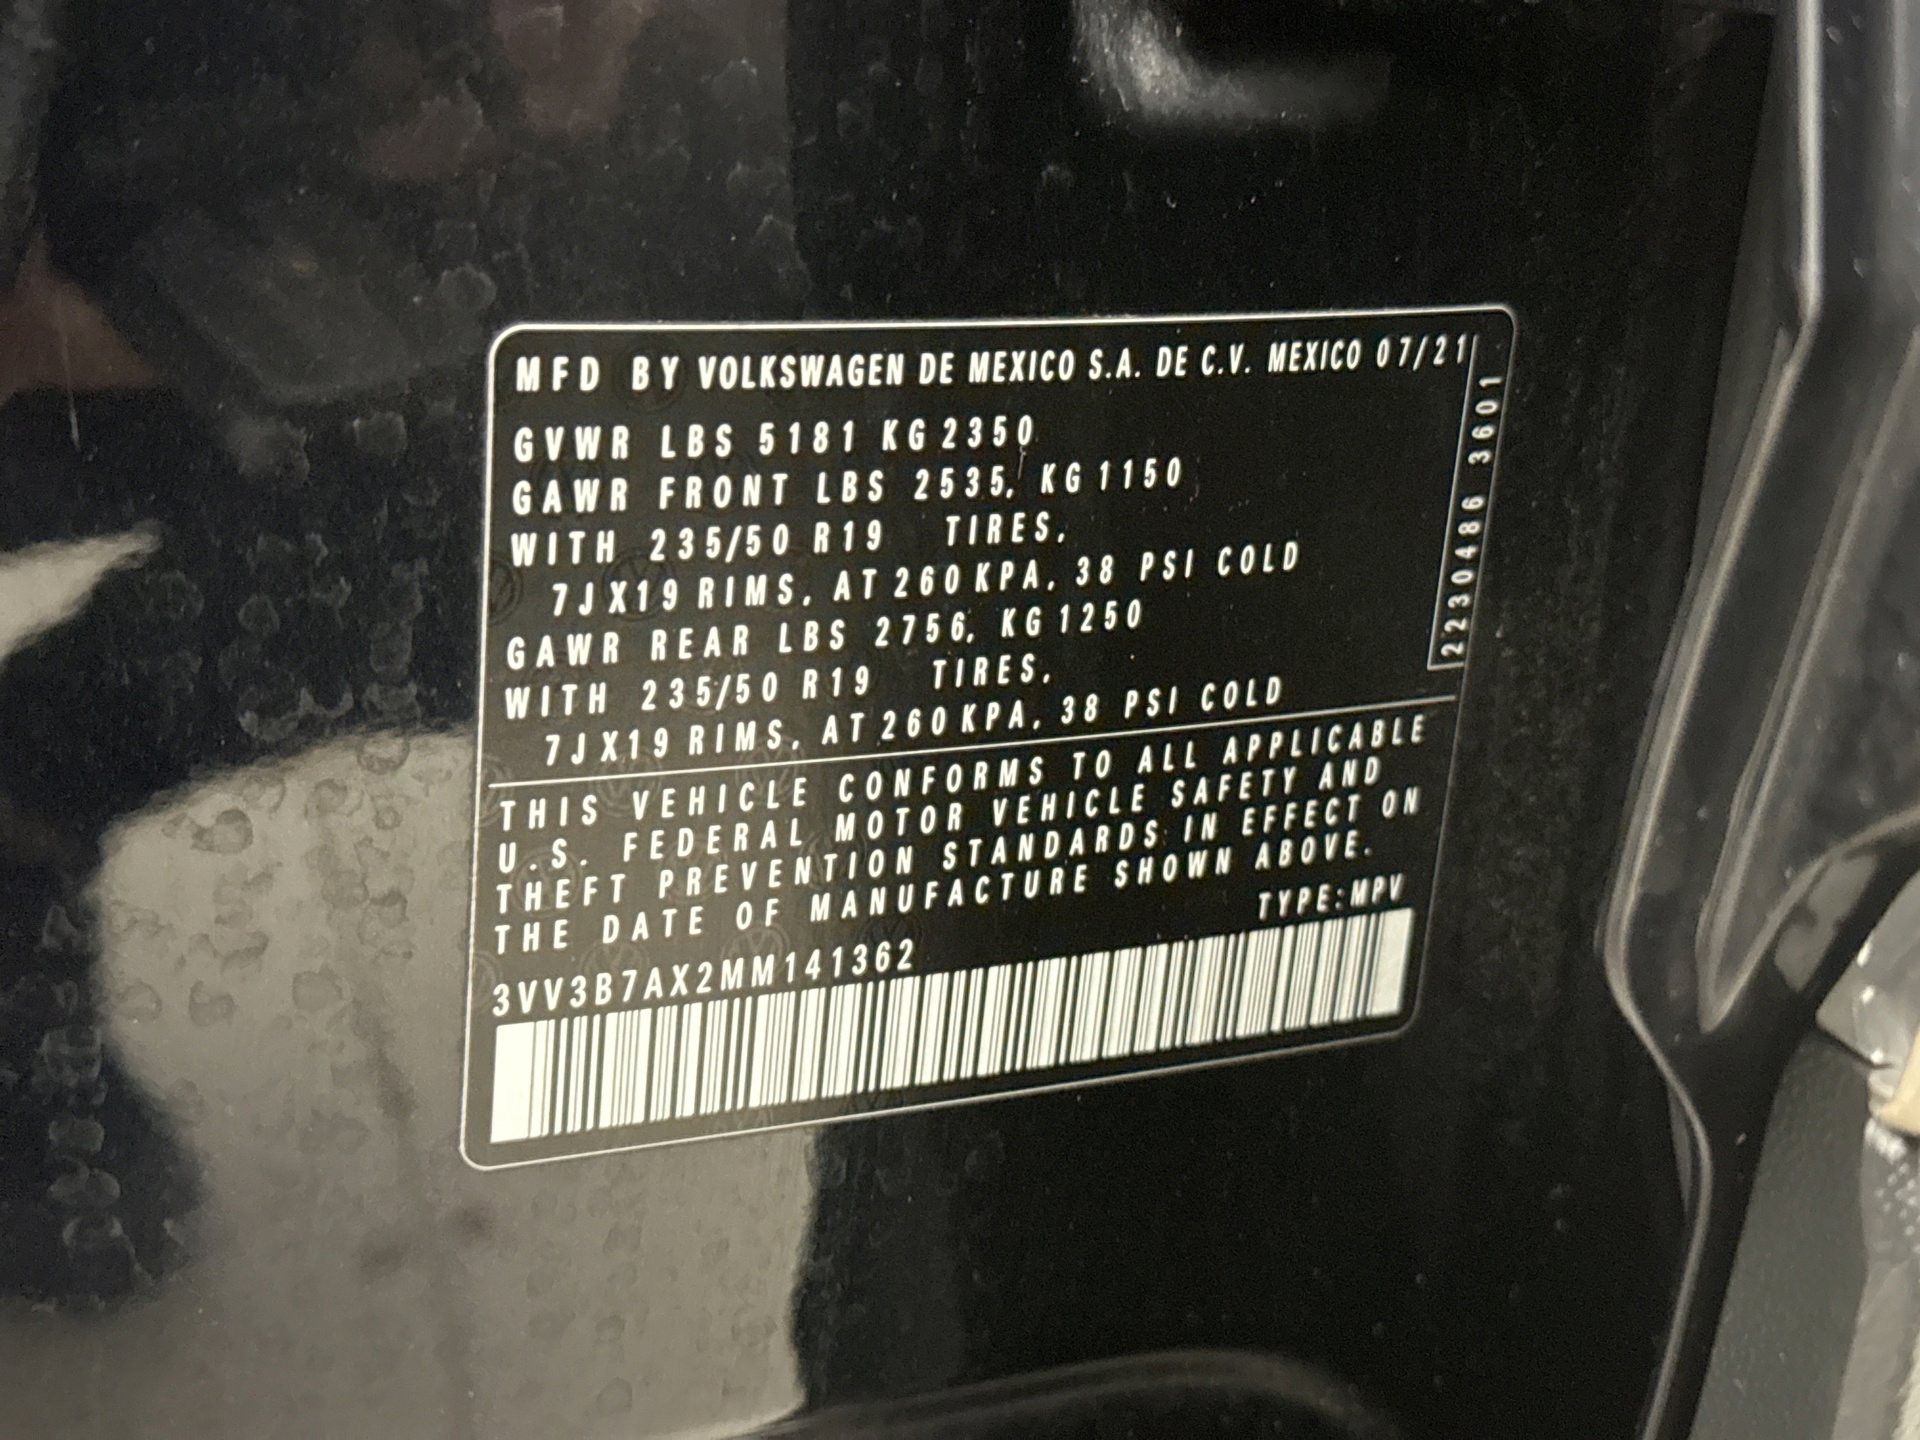 MFD BY VOLKSWAGEN DE MEXICO S.A. DE C.V. MEXICO 07/21
GVWR LBS 5181 KG 2350
GAWR FRONT LBS 2535, KG 1150
WITH 235/50 R19 TIRES,
7J X19 RIMS, AT 260 KPA, 38 PSI COLD
GAWR REAR LBS 2756, KG 1250
WITH 235/50 R19 TIRES,
7J X19 RIMS, AT 260 KPA, 38 PSI COLD
2230486 3601
THIS VEHICLE CONFORMS TO ALL APPLICABLE
U.S. FEDERAL MOTOR VEHICLE SAFETY AND
THEFT PREVENTION STANDARDS IN EFFECT ON
THE DATE OF MANUFACTURE SHOWN ABOVE.
TYPE:MPV
3VV3B7AX2MM141362